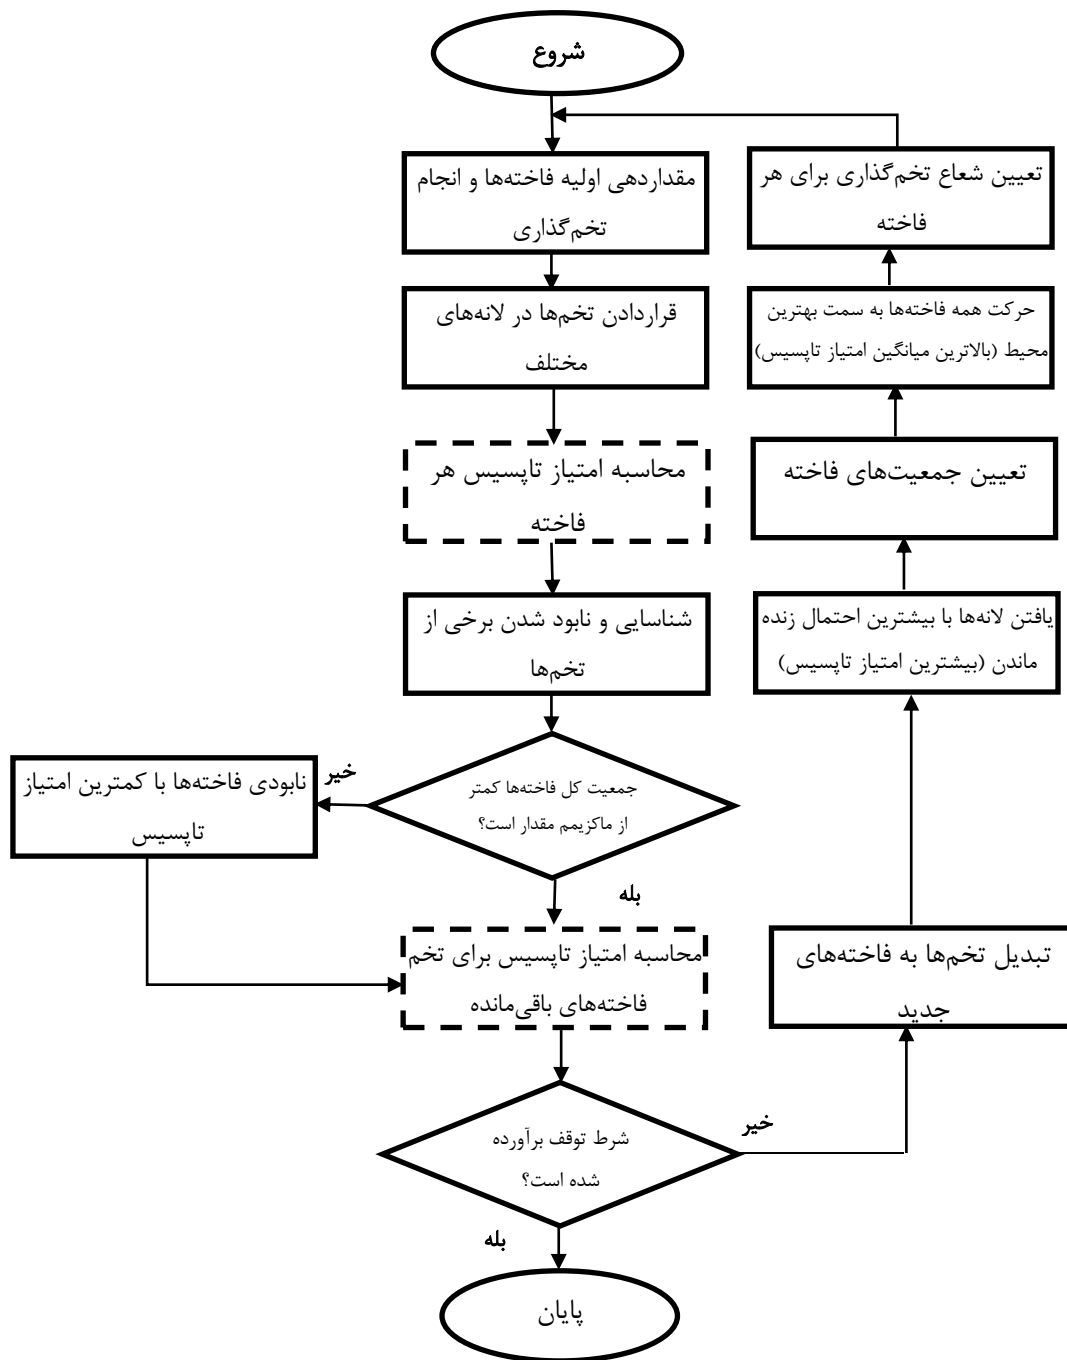 شروع
مقداردهی اولیه فاخته‌ها و انجام
تخم‌گذاری
قراردادن تخم‌ها در لانه‌های
مختلف
محاسبه امتیاز تاپسیس هر
فاخته
شناسایی و نابود شدن برخی از
تخم‌ها
جمعیت کل فاخته‌ها کمتر
از ماکزیمم مقدار است؟
خیر
نابودی فاخته‌ها با کمترین امتیاز
تاپسیس
بله
محاسبه امتیاز تاپسیس برای تخم
فاخته‌های باقی‌مانده
شرط توقف برآورده
شده است؟
خیر
تبدیل تخم‌ها به فاخته‌های
جدید
یافتن لانه‌ها با بیشترین احتمال زنده
ماندن (بیشترین امتیاز تاپسیس)
تعیین جمعیت‌های فاخته
حرکت همه فاخته‌ها به سمت بهترین
محیط (بالاترین میانگین امتیاز تاپسیس)
تعیین شعاع تخم‌گذاری برای هر
فاخته
بله
پایان